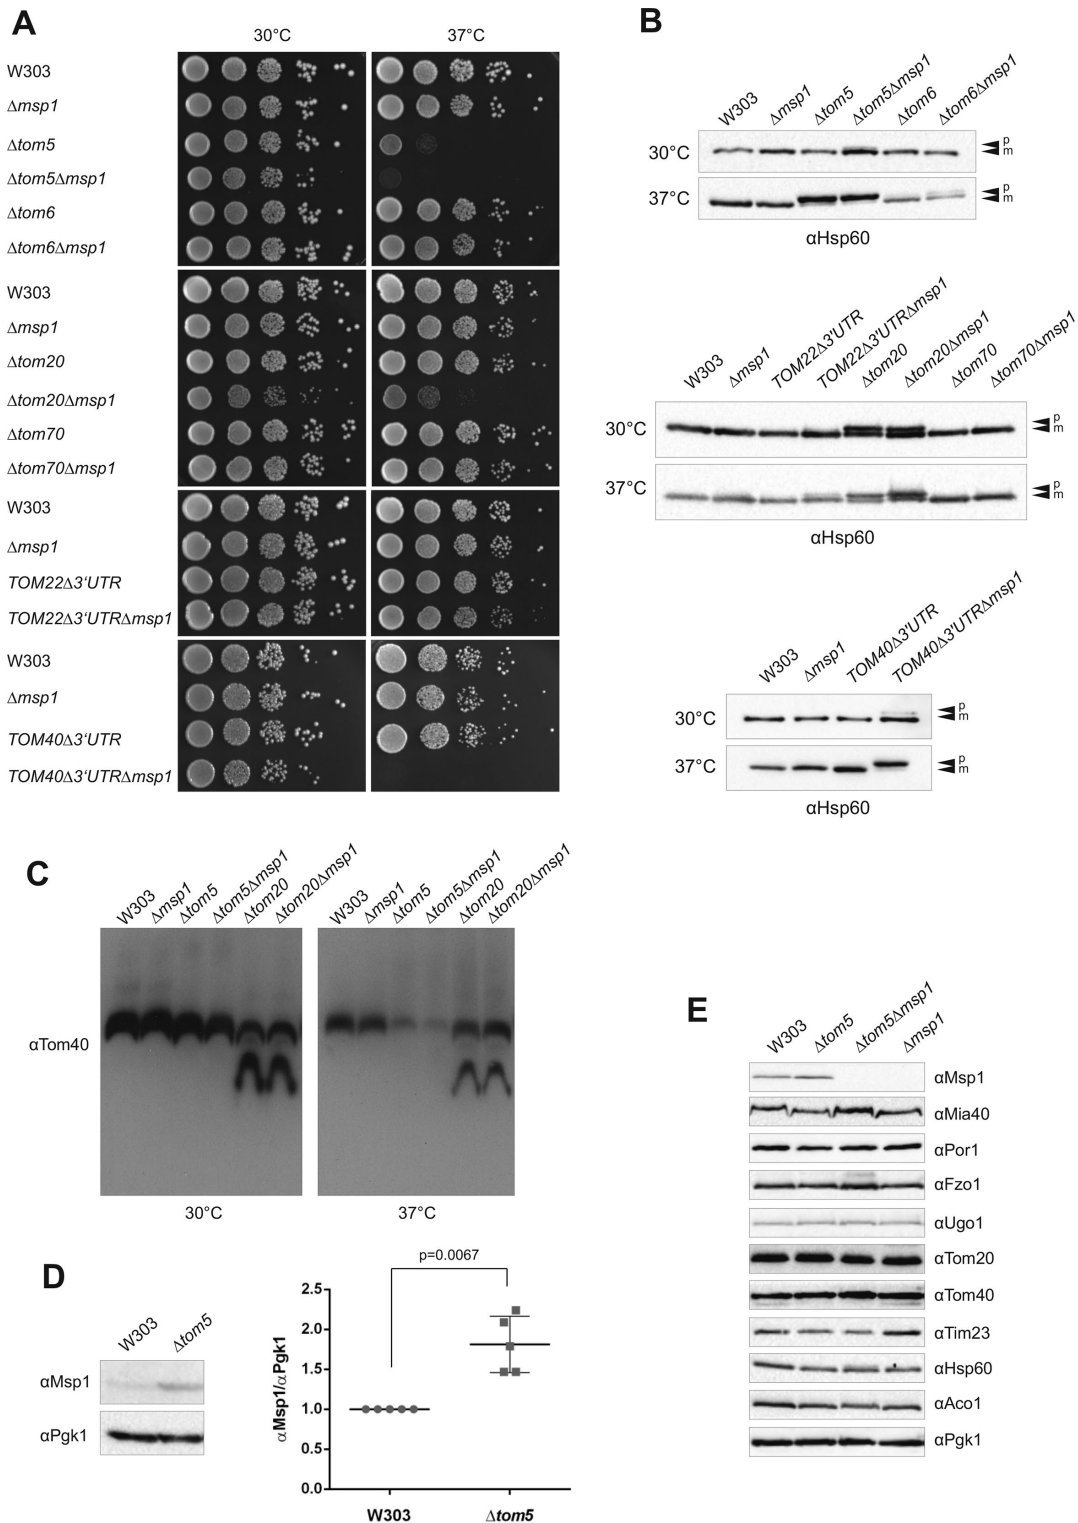 A
30°C 37°C
W303
Δmsp1
Δtom5
Δtom5Δmsp1
Δtom6
Δtom6Δmsp1
W303
Δmsp1
Δtom20
Δtom20Δmsp1
Δtom70
Δtom70Δmsp1
W303
Δmsp1
TOM22Δ3'UTR
TOM22Δ3'UTRΔmsp1
W303
Δmsp1
TOM40Δ3'UTR
TOM40Δ3'UTRΔmsp1
B
W303 Δmsp1 Δtom5 Δtom5Δmsp1 Δtom6 Δtom6Δmsp1
30°C p m
37°C p m
αHsp60
W303 Δmsp1 TOM22Δ3'UTR TOM22Δ3'UTRΔmsp1 Δtom20 Δtom20Δmsp1 Δtom70 Δtom70Δmsp1
30°C p m
37°C p m
αHsp60
W303 Δmsp1 TOM40Δ3'UTR TOM40Δ3'UTRΔmsp1
30°C p m
37°C p m
αHsp60
C
W303 Δmsp1 Δtom5 Δtom5Δmsp1 Δtom20 Δtom20Δmsp1
W303 Δmsp1 Δtom5 Δtom5Δmsp1 Δtom20 Δtom20Δmsp1
αTom40
30°C 37°C
D
W303 Δtom5
αMsp1
αPgk1
p=0.0067
αMsp1/αPgk1
2.5
2.0
1.5
1.0
0.5
0.0
W303 Δtom5
E
W303 Δtom5 Δtom5Δmsp1 Δmsp1
αMsp1
αMia40
αPor1
αFzo1
αUgo1
αTom20
αTom40
αTim23
αHsp60
αAco1
αPgk1